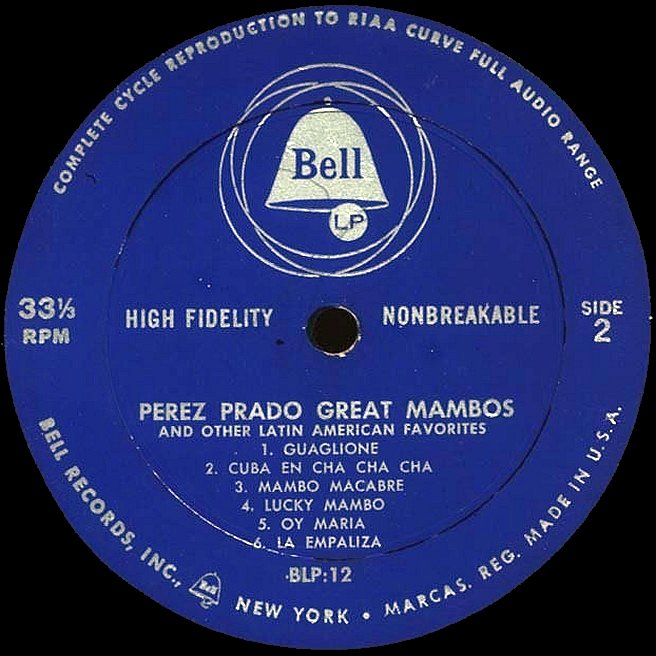 COMPLETE CYCLE REPRODUCTION TO RIAA CURVE FULL AUDIO RANGE
Bell
LP
33⅓
RPM
HIGH FIDELITY
NONBREAKABLE
SIDE
2
PEREZ PRADO GREAT MAMBOS
AND OTHER LATIN AMERICAN FAVORITES
1. GUAGLIONE
2. CUBA EN CHA CHA CHA
3. MAMBO MACABRE
4. LUCKY MAMBO
5. OY MARIA
6. LA EMPALIZA
BLP:12
BELL RECORDS, INC., Bell NEW YORK • MARCAS. REG. MADE IN U.S.A.